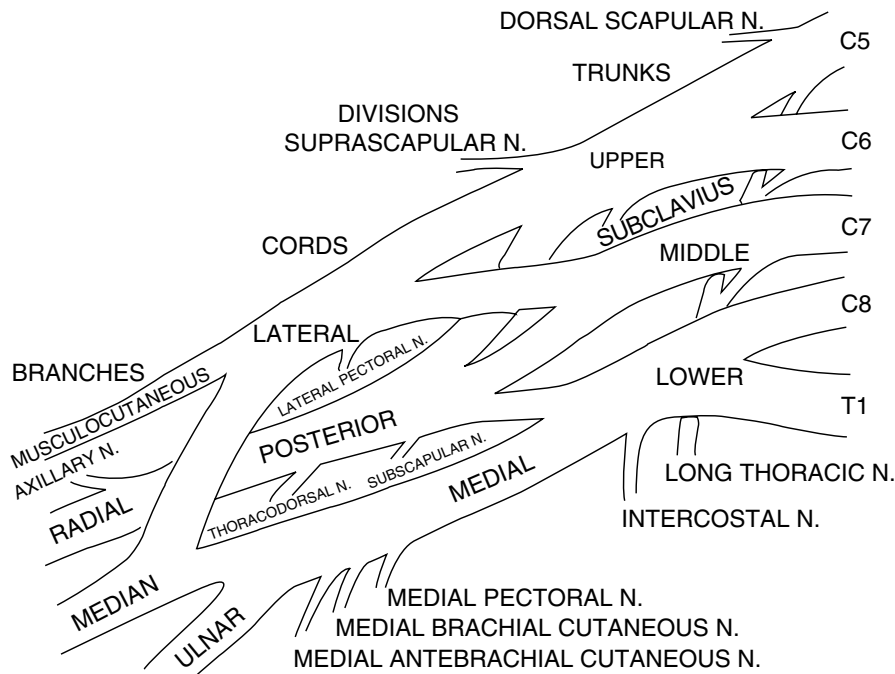 DORSAL SCAPULAR N.
C5
TRUNKS
DIVISIONS
SUPRASCAPULAR N.
C6
UPPER
SUBCLAVIUS
C7
CORDS
MIDDLE
C8
LATERAL
LATERAL PECTORAL N.
BRANCHES
LOWER
MUSCULOCUTANEOUS
T1
POSTERIOR
AXILLARY N.
SUBSCAPULAR N.
MEDIAL
LONG THORACIC N.
THORACODORSAL N.
RADIAL
INTERCOSTAL N.
MEDIAN
MEDIAL PECTORAL N.
ULNAR
MEDIAL BRACHIAL CUTANEOUS N.
MEDIAL ANTEBRACHIAL CUTANEOUS N.